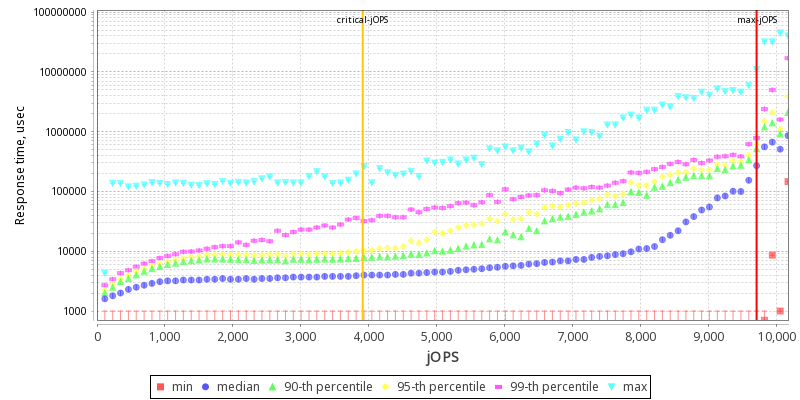 critical-jOPS
max-jOPS
100000000
10000000
1000000
100000
10000
1000
Response time, usec
0
1,000
2,000
3,000
4,000
5,000
6,000
7,000
8,000
9,000
10,000
jOPS
min
median
90-th percentile
95-th percentile
99-th percentile
max